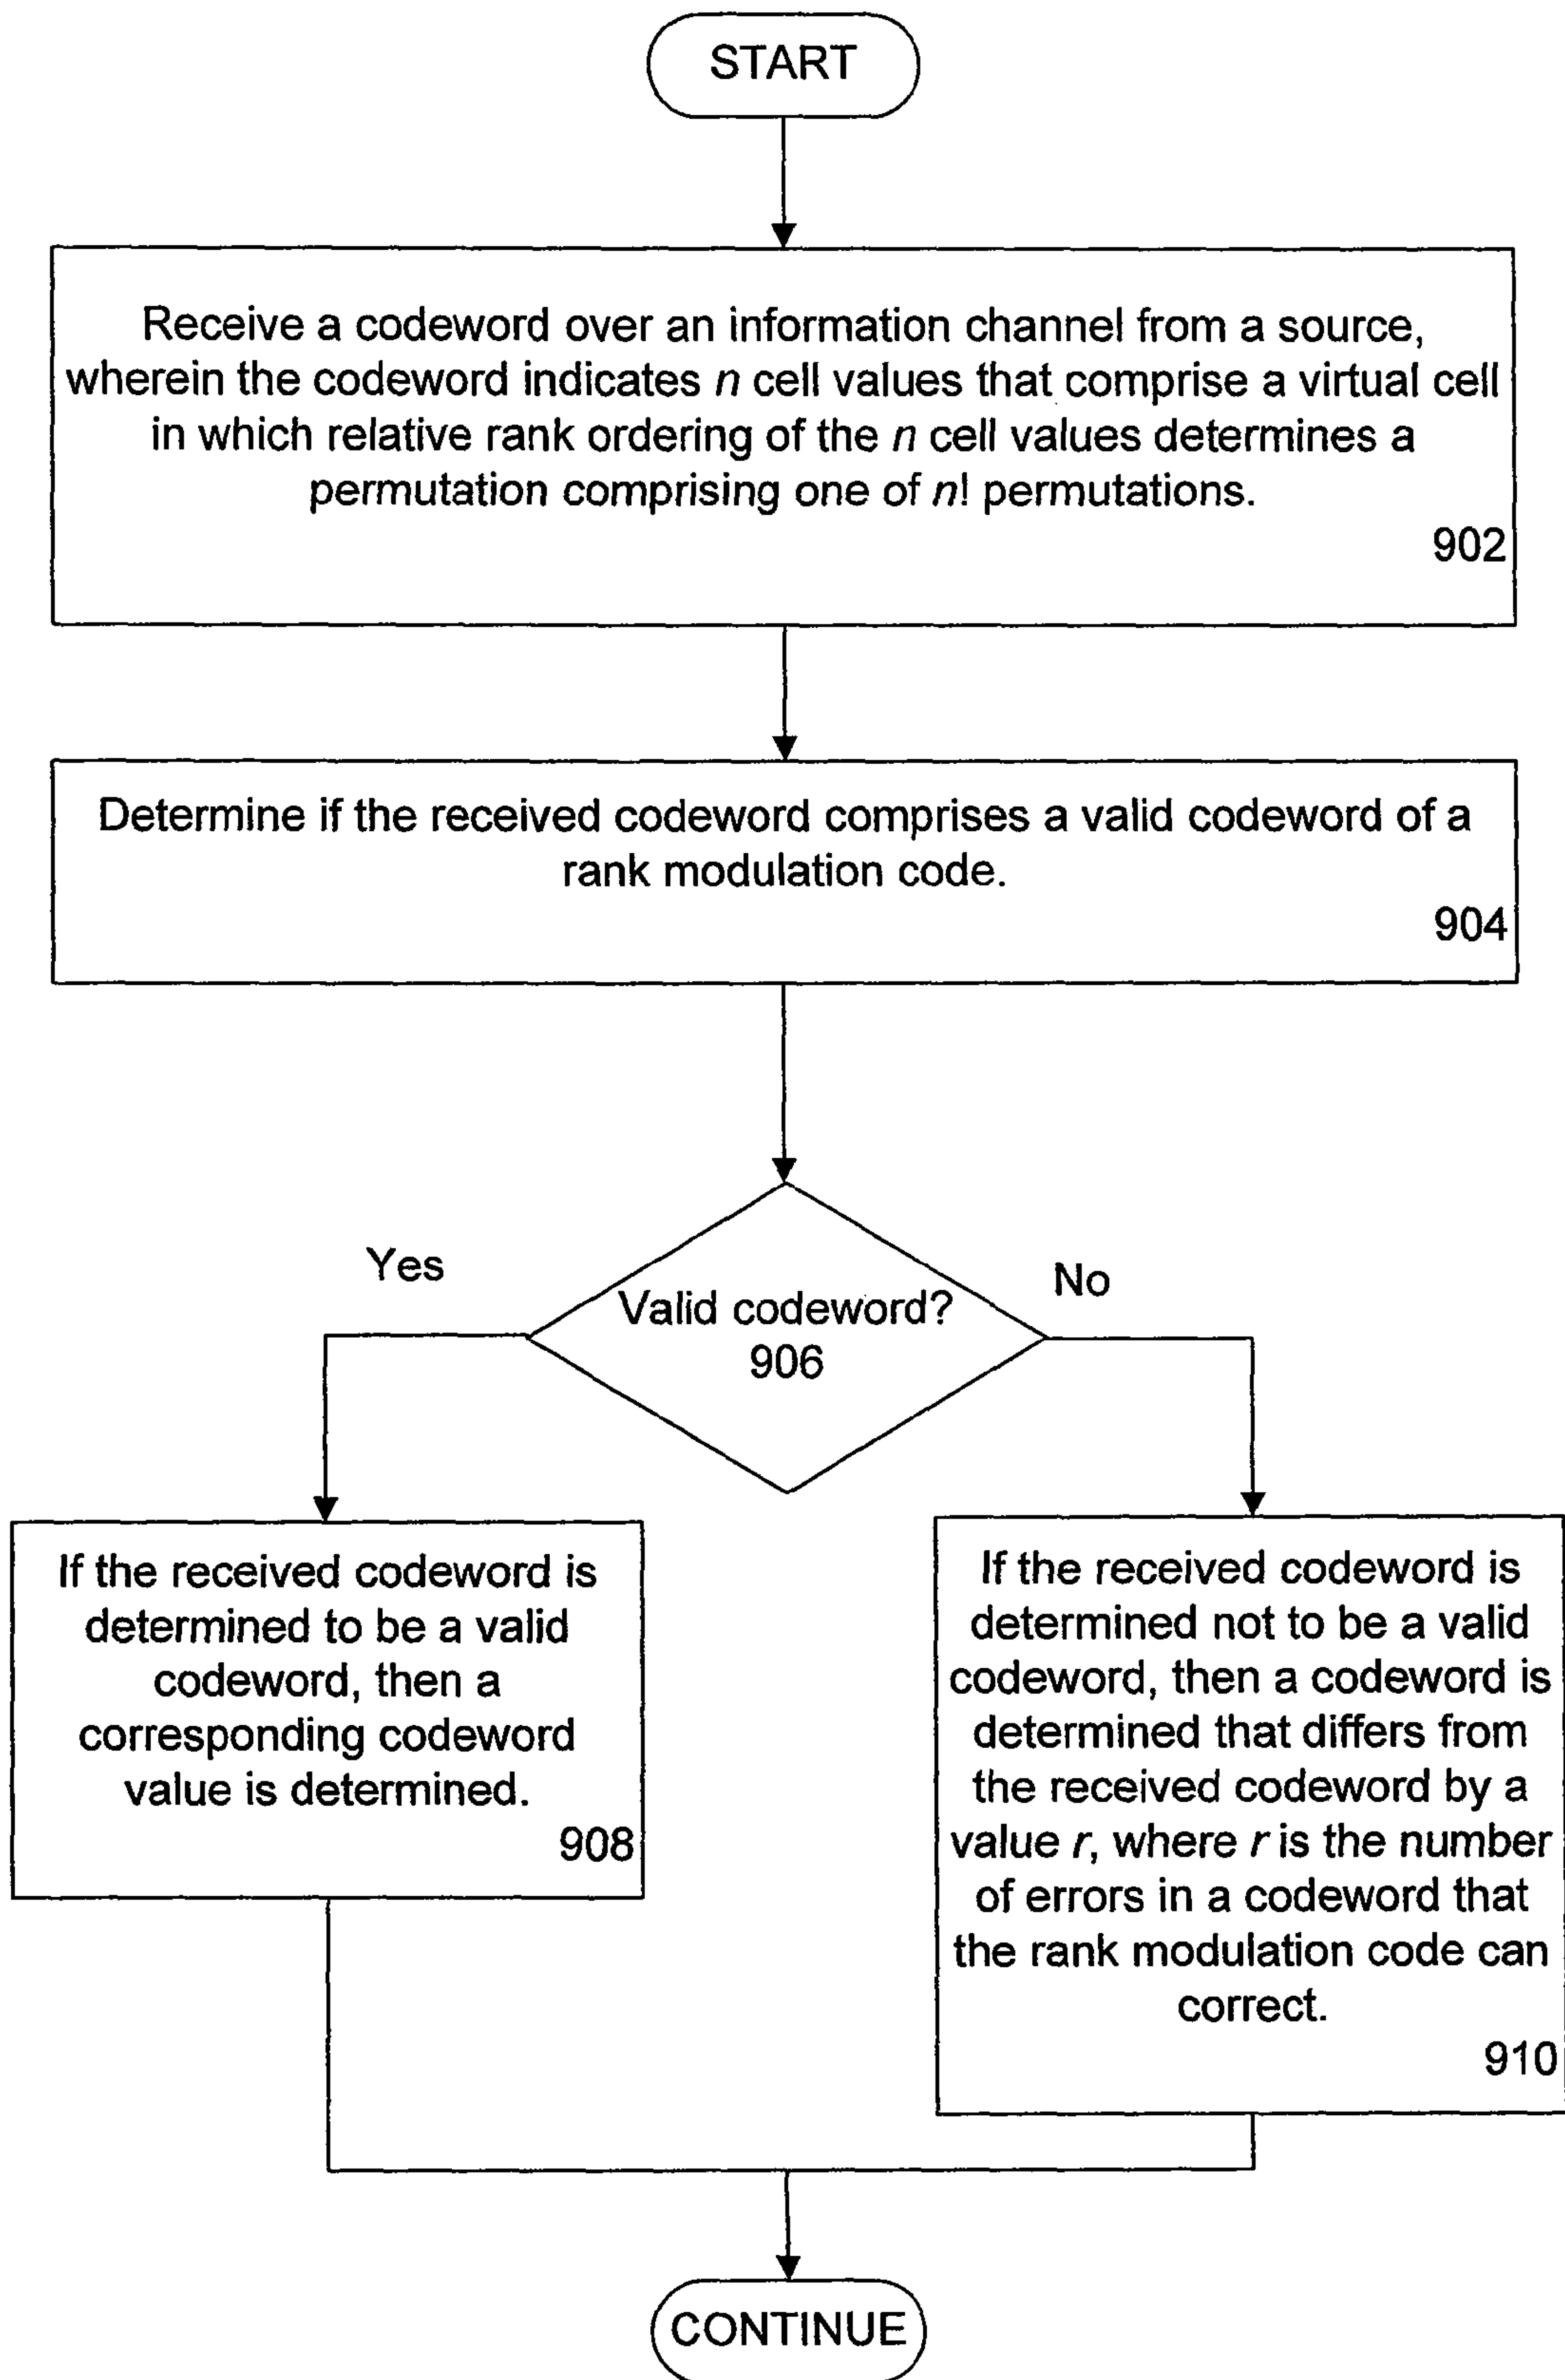 START
Receive a codeword over an information channel from a source,
wherein the codeword indicates n cell values that comprise a virtual cell
in which relative rank ordering of the n cell values determines a
permutation comprising one of n! permutations.
902
Determine if the received codeword comprises a valid codeword of a
rank modulation code.
904
Yes
No
Valid codeword?
906
If the received codeword is
determined to be a valid
codeword, then a
corresponding codeword
value is determined.
908
If the received codeword is
determined not to be a valid
codeword, then a codeword is
determined that differs from
the received codeword by a
value r, where r is the number
of errors in a codeword that
the rank modulation code can
correct.
910
CONTINUE